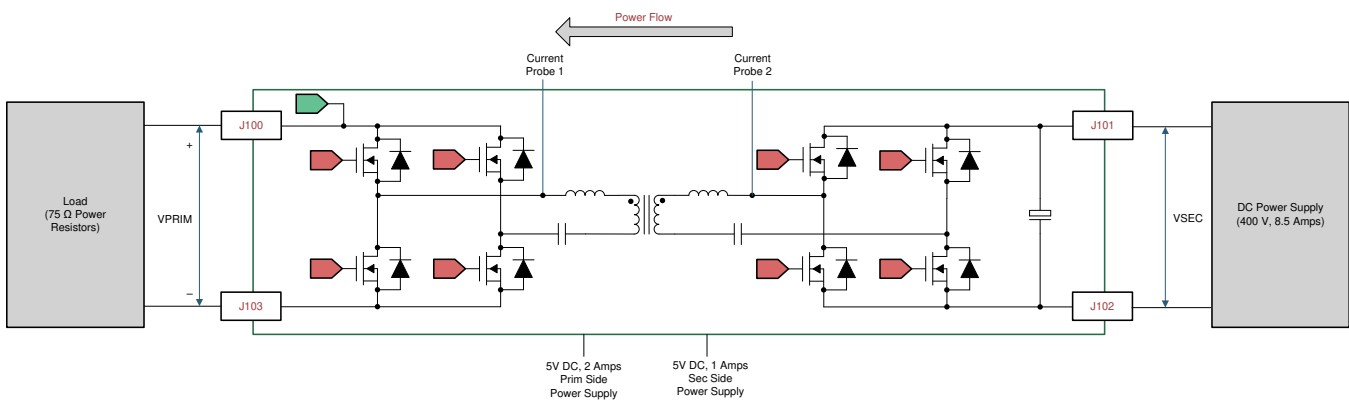 Power Flow
Current
Probe 1
Current
Probe 2
J100
J101
+
Load
(75 Ω Power
Resistors)
VPRIM
VSEC
DC Power Supply
(400 V, 8.5 Amps)
–
J103
J102
5V DC, 2 Amps
Prim Side
Power Supply
5V DC, 1 Amps
Sec Side
Power Supply